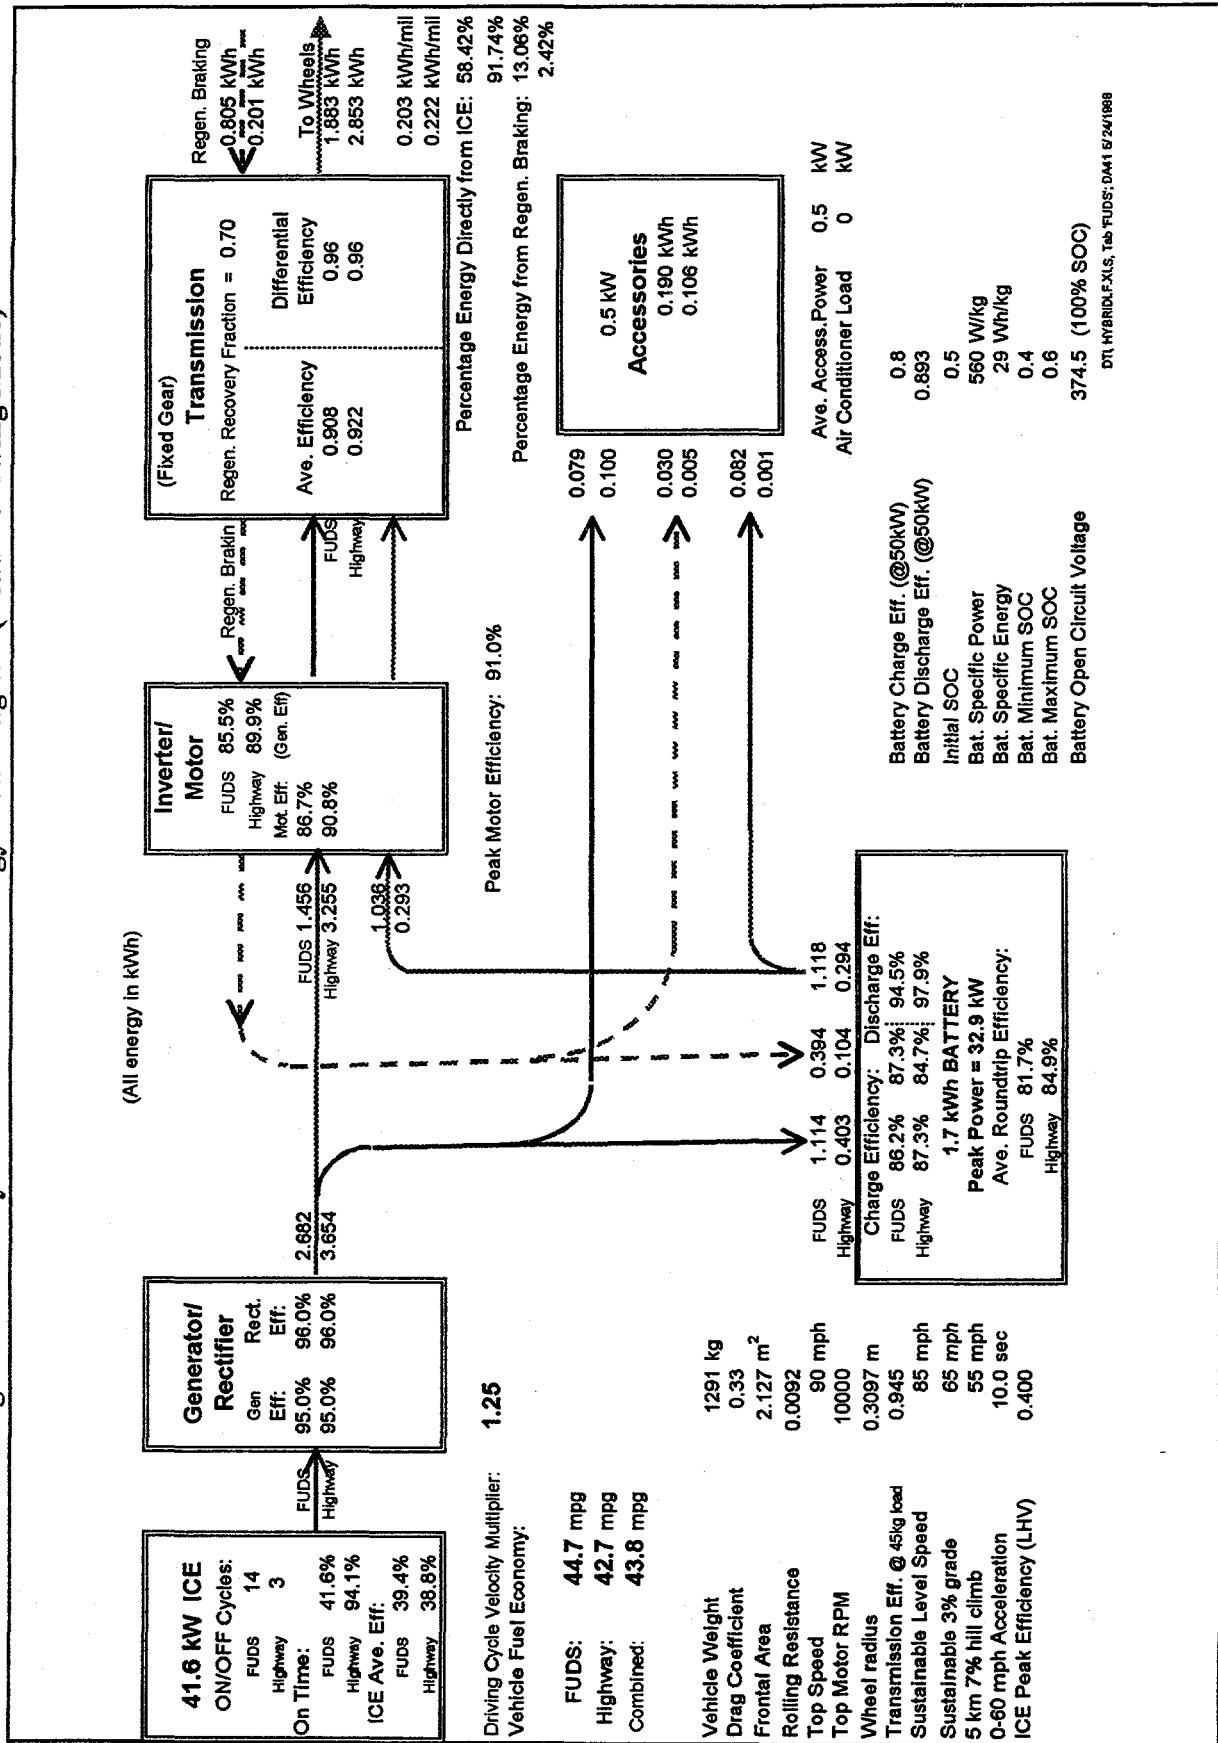 (All energy in kWh)
41.6 kW ICE
ON/OFF Cycles:
FUDS 14
Highway 3
On Time:
FUDS 41.6%
Highway 94.1%
ICE Ave. Eff:
FUDS 39.4%
Highway 38.8%
FUDS
Highway
Generator/
Rectifier
Gen Rect.
Eff: Eff:
95.0% 96.0%
95.0% 96.0%
2.682
3.654
FUDS 1.456
Highway 3.255
1.036
0.293
Inverter/
Motor
FUDS 85.5%
Highway 89.9%
Mot. Eff: (Gen. Eff)
86.7%
90.8%
Regen. Brakin
FUDS
Highway
(Fixed Gear)
Transmission
Regen. Recovery Fraction = 0.70
Ave. Efficiency
0.908
0.922
Differential
Efficiency
0.96
0.96
Regen. Braking
0.805 kWh
0.201 kWh
To Wheels
1.883 kWh
2.853 kWh
0.203 kWh/mil
0.222 kWh/mil
Percentage Energy Directly from ICE: 58.42%
91.74%
Percentage Energy from Regen. Braking: 13.06%
2.42%
Peak Motor Efficiency: 91.0%
Driving Cycle Velocity Multiplier: 1.25
Vehicle Fuel Economy:
FUDS: 44.7 mpg
Highway: 42.7 mpg
Combined: 43.8 mpg
0.079
0.100
0.030
0.005
0.082
0.001
0.5 kW
Accessories
0.190 kWh
0.106 kWh
Ave. Access.Power 0.5 kW
Air Conditioner Load 0 kW
FUDS 1.114 0.394 1.118
Highway 0.403 0.104 0.294
Charge Efficiency: Discharge Eff:
FUDS 86.2% 87.3% 94.5%
Highway 87.3% 84.7% 97.9%
1.7 kWh BATTERY
Peak Power = 32.9 kW
Ave. Roundtrip Efficiency:
FUDS 81.7%
Highway 84.9%
Vehicle Weight 1291 kg
Drag Coefficient 0.33
Frontal Area 2.127 m²
Rolling Resistance 0.0092
Top Speed 90 mph
Top Motor RPM 10000
Wheel radius 0.3097 m
Transmission Eff. @ 45kg load 0.945
Sustainable Level Speed 85 mph
Sustainable 3% grade 65 mph
5 km 7% hill climb 55 mph
0-60 mph Acceleration 10.0 sec
ICE Peak Efficiency (LHV) 0.400
Battery Charge Eff. (@50kW) 0.8
Battery Discharge Eff. (@50kW) 0.893
Initial SOC 0.5
Bat. Specific Power 560 W/kg
Bat. Specific Energy 29 Wh/kg
Bat. Minimum SOC 0.4
Bat. Maximum SOC 0.6
Battery Open Circuit Voltage 374.5 (100% SOC)
DTI, HYBRIDLF.XLS, Tab 'FUDS'; DA41 6/24/1998